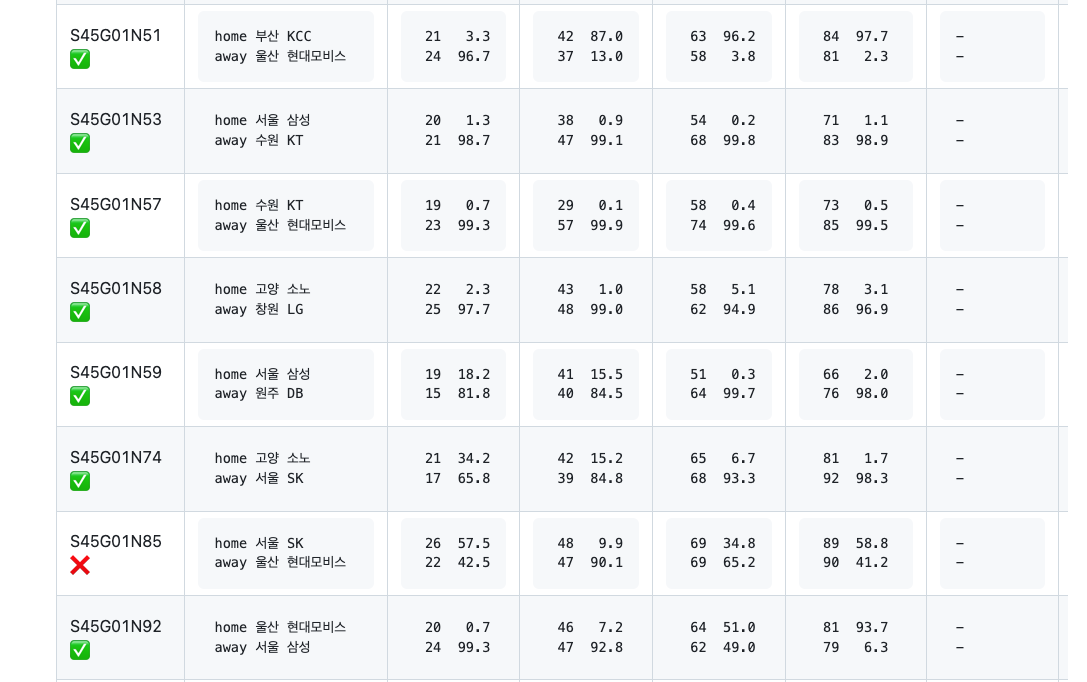 S45G01N51
✅
home 부산 KCC 21 3.3 42 87.0 63 96.2 84 97.7 –
away 울산 현대모비스 24 96.7 37 13.0 58 3.8 81 2.3 –
S45G01N53
✅
home 서울 삼성 20 1.3 38 0.9 54 0.2 71 1.1 –
away 수원 KT 21 98.7 47 99.1 68 99.8 83 98.9 –
S45G01N57
✅
home 수원 KT 19 0.7 29 0.1 58 0.4 73 0.5 –
away 울산 현대모비스 23 99.3 57 99.9 74 99.6 85 99.5 –
S45G01N58
✅
home 고양 소노 22 2.3 43 1.0 58 5.1 78 3.1 –
away 창원 LG 25 97.7 48 99.0 62 94.9 86 96.9 –
S45G01N59
✅
home 서울 삼성 19 18.2 41 15.5 51 0.3 66 2.0 –
away 원주 DB 15 81.8 40 84.5 64 99.7 76 98.0 –
S45G01N74
✅
home 고양 소노 21 34.2 42 15.2 65 6.7 81 1.7 –
away 서울 SK 17 65.8 39 84.8 68 93.3 92 98.3 –
S45G01N85
❌
home 서울 SK 26 57.5 48 9.9 69 34.8 89 58.8 –
away 울산 현대모비스 22 42.5 47 90.1 69 65.2 90 41.2 –
S45G01N92
✅
home 울산 현대모비스 20 0.7 46 7.2 64 51.0 81 93.7 –
away 서울 삼성 24 99.3 47 92.8 62 49.0 79 6.3 –